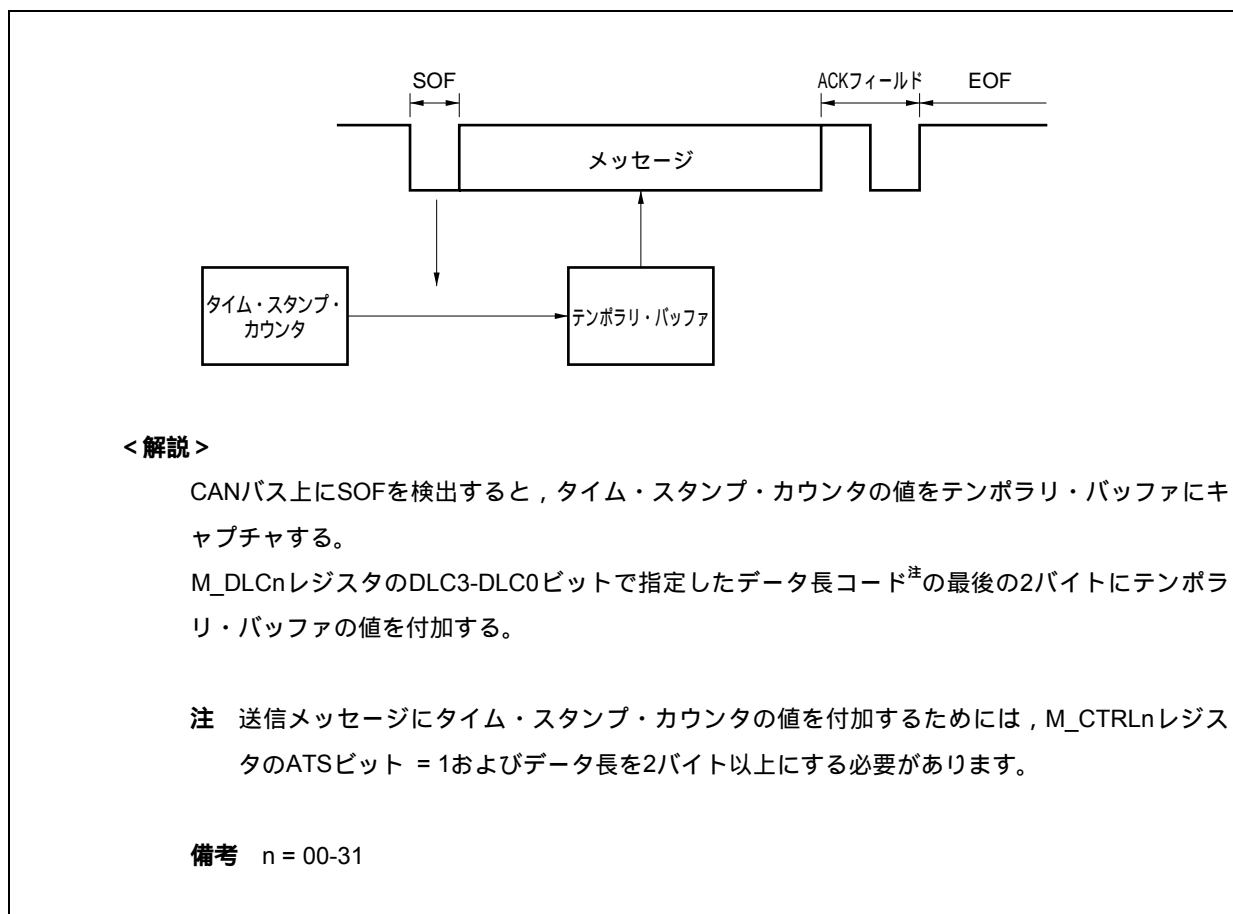 SOF ACKフィールド EOF
メッセージ
タイム・スタンプ・
カウンタ
テンポラリ・バッファ
<解説>
CANバス上にSOFを検出すると,タイム・スタンプ・カウンタの値をテンポラリ・バッファにキ
ャプチャする。
M_DLCnレジスタのDLC3-DLC0ビットで指定したデータ長コード注の最後の2バイトにテンポラ
リ・バッファの値を付加する。
注 送信メッセージにタイム・スタンプ・カウンタの値を付加するためには,M_CTRLnレジス
タのATSビット = 1およびデータ長を2バイト以上にする必要があります。
備考 n = 00-31